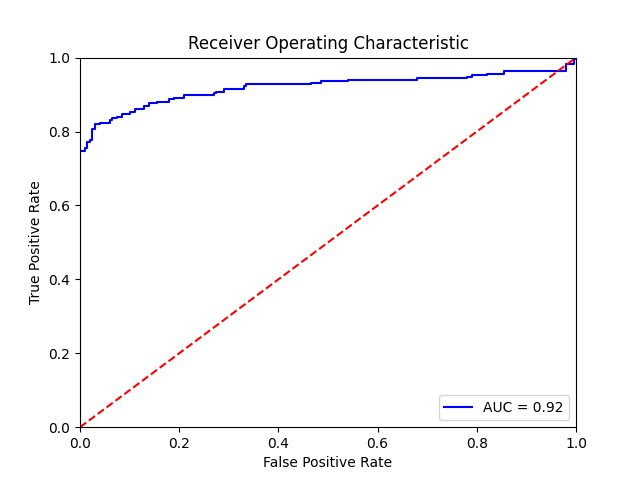 Receiver Operating Characteristic
1.0
0.8
0.6
0.4
0.2
0.0
True Positive Rate
AUC = 0.92
0.0 0.2 0.4 0.6 0.8 1.0
False Positive Rate